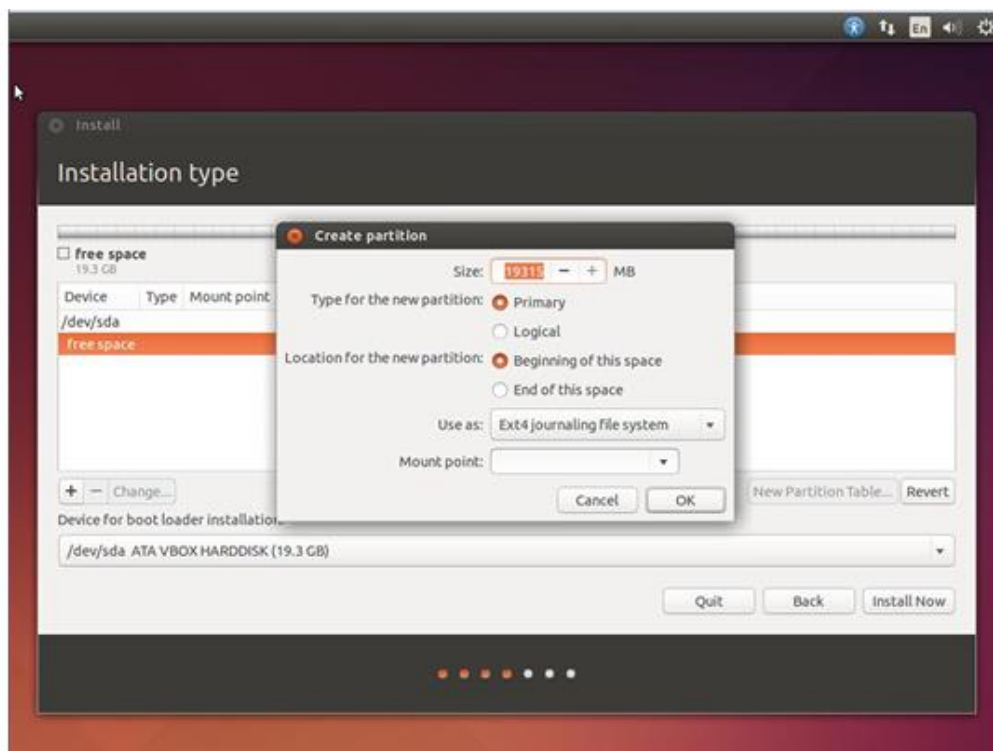 En
Install
Installation type
Create partition
Size: 19315 − + MB
Type for the new partition: Primary
Logical
Location for the new partition: Beginning of this space
End of this space
Use as: Ext4 journaling file system
Mount point:
Cancel OK
free space
19.3 GB
Device Type Mount point
/dev/sda
free space
+ − Change... New Partition Table... Revert
Device for boot loader installation:
/dev/sda ATA VBOX HARDDISK (19.3 GB)
Quit Back Install Now